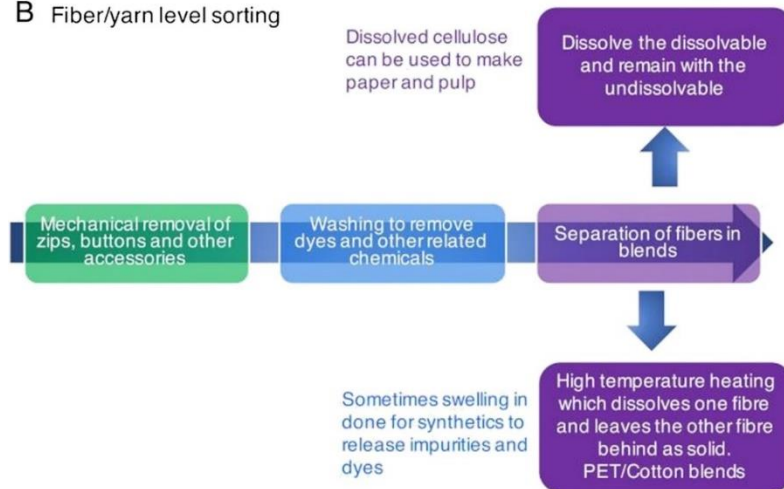 B Fiber/yarn level sorting
Dissolved cellulose
can be used to make
paper and pulp
Dissolve the dissolvable
and remain with the
undissolvable
Mechanical removal of
zips, buttons and other
accessories
Washing to remove
dyes and other related
chemicals
Separation of fibers in
blends
Sometimes swelling in
done for synthetics to
release impurities and
dyes
High temperature heating
which dissolves one fibre
and leaves the other fibre
behind as solid.
PET/Cotton blends